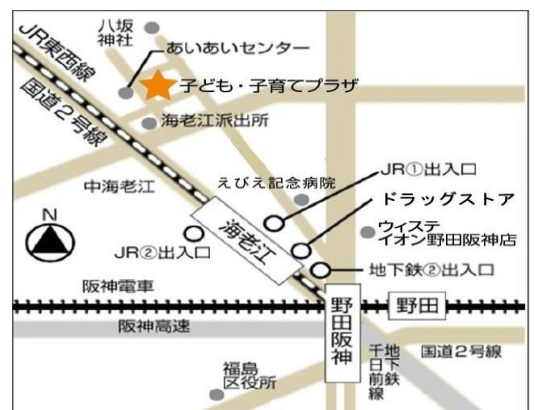 八坂
神社
あいあいセンター
JR東西線
国道2号線
子ども・子育てプラザ
海老江派出所
中海老江
えびえ記念病院
JR①出入口
ドラッグストア
ウィステ
イオン野田阪神店
N
海老江
JR②出入口
地下鉄②出入口
阪神電車
野田阪神
野田
阪神高速
福島
区役所
地下鉄
千日前線
国道2号線